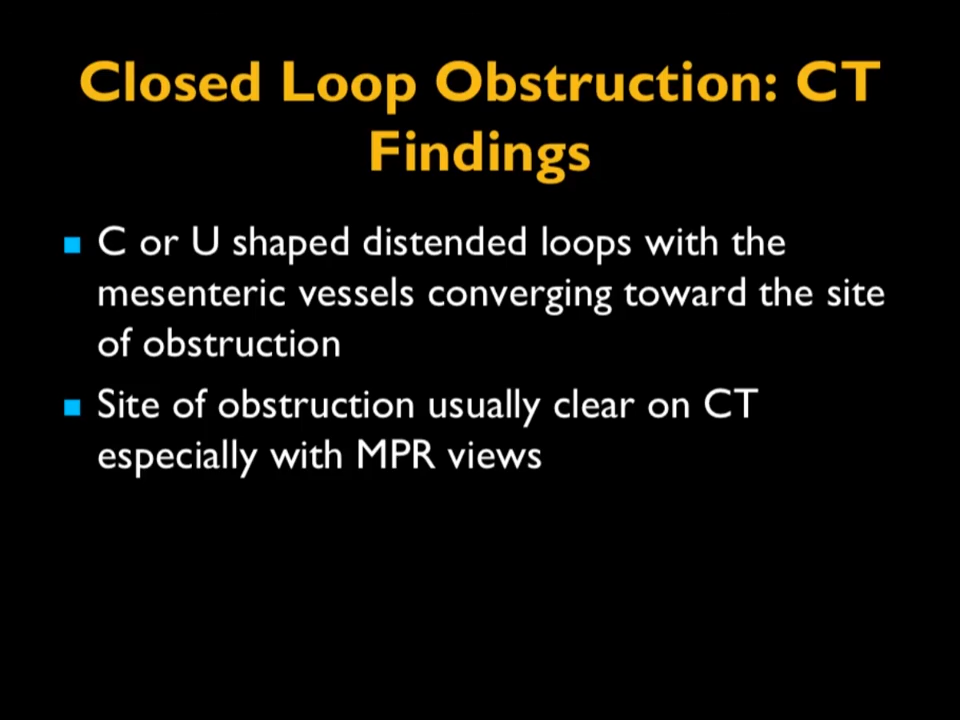 Closed Loop Obstruction: CT
Findings
C or U shaped distended loops with the
mesenteric vessels converging toward the site
of obstruction
Site of obstruction usually clear on CT
especially with MPR views